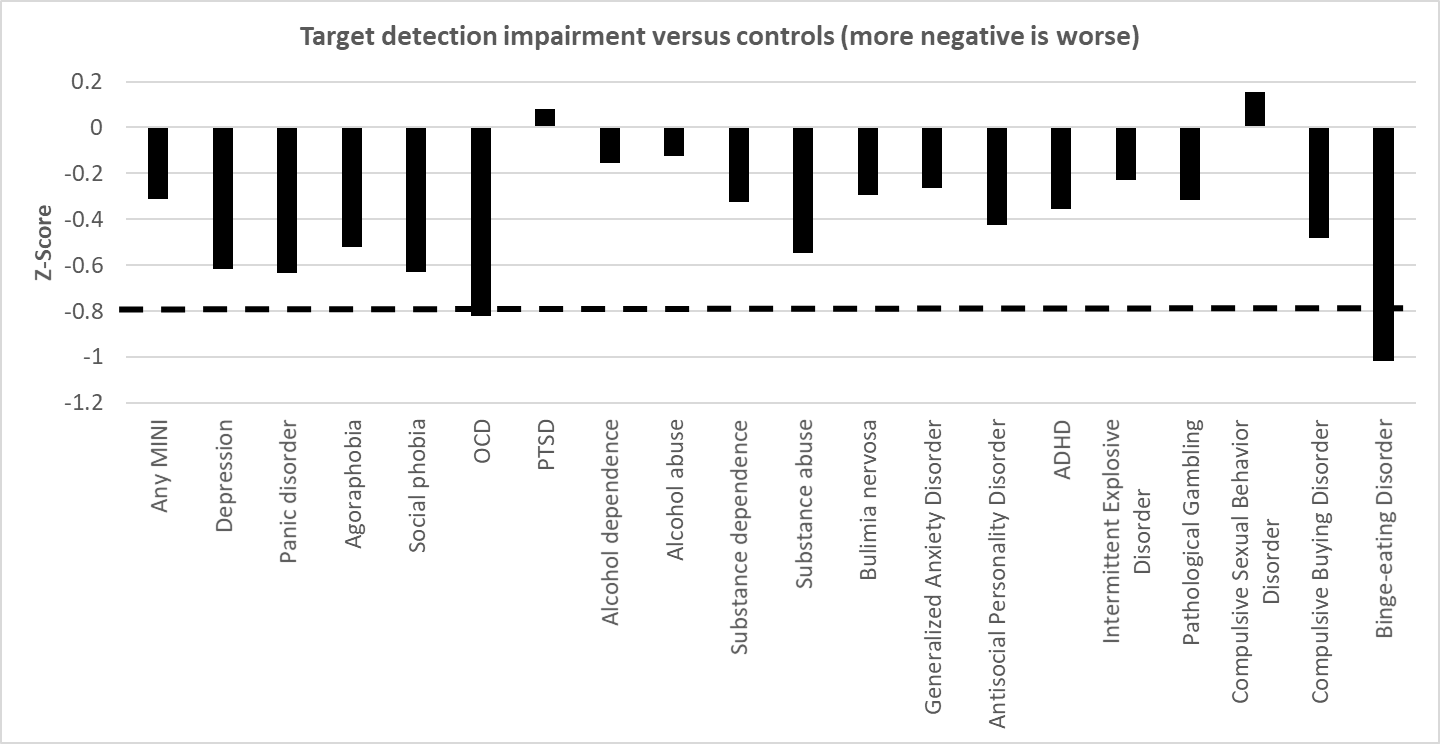 Target detection impairment versus controls (more negative is worse)
0.2
0
-0.2
-0.4
-0.6
-0.8
-1
-1.2
Z-Score
Any MINI
Depression
Panic disorder
Agoraphobia
Social phobia
OCD
PTSD
Alcohol dependence
Alcohol abuse
Substance dependence
Substance abuse
Bulimia nervosa
Generalized Anxiety Disorder
Antisocial Personality Disorder
ADHD
Intermittent Explosive
Disorder
Pathological Gambling
Compulsive Sexual Behavior
Disorder
Compulsive Buying Disorder
Binge-eating Disorder